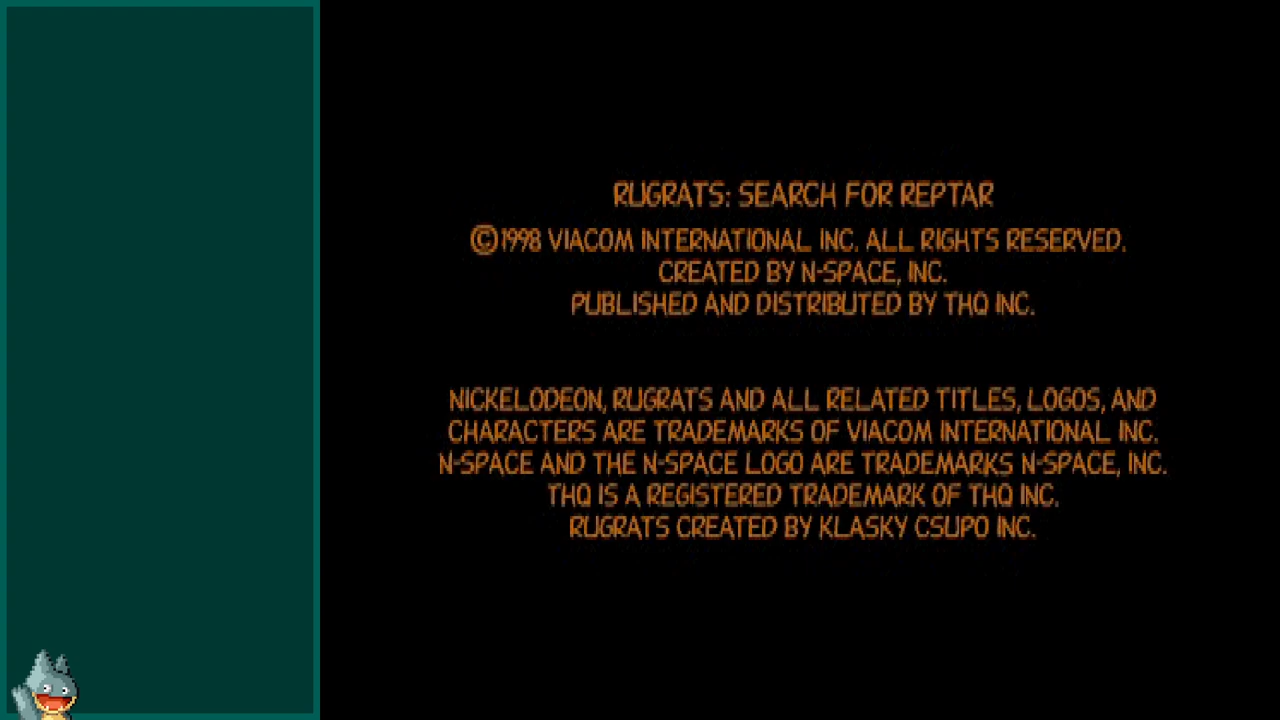 RUGRATS: SEARCH FOR REPTAR
©1998 VIACOM INTERNATIONAL INC. ALL RIGHTS RESERVED.
CREATED BY N-SPACE, INC.
PUBLISHED AND DISTRIBUTED BY THQ INC.
NICKELODEON, RUGRATS AND ALL RELATED TITLES, LOGOS, AND
CHARACTERS ARE TRADEMARKS OF VIACOM INTERNATIONAL INC.
N-SPACE AND THE N-SPACE LOGO ARE TRADEMARKS N-SPACE, INC.
THQ IS A REGISTERED TRADEMARK OF THQ INC.
RUGRATS CREATED BY KLASKY CSUPO INC.